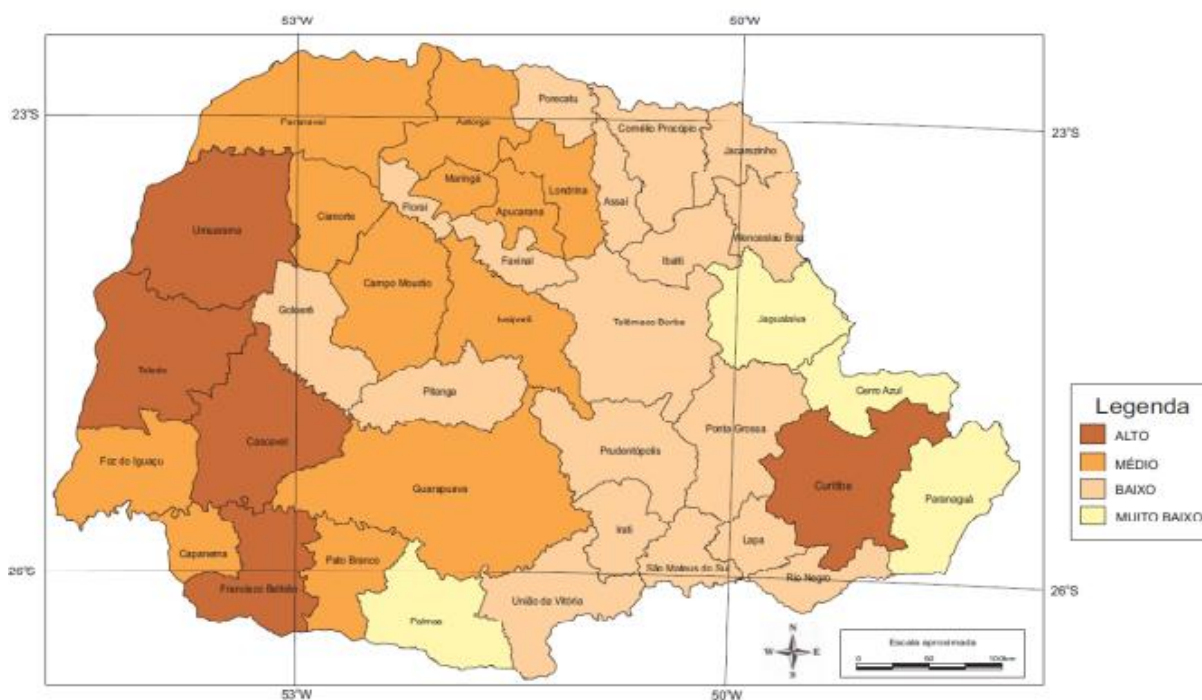 53°W
50°W
23°S
23°S
Porecatu
Paranavaí
Astorga
Cornélio Procópio
Jacarezinho
Maringá
Londrina
Floraí
Apucarana
Assaí
Cianorte
Umuarama
Wenceslau Braz
Faxinal
Ibaiti
Campo Mourão
Goioerê
Ivaiporã
Telêmaco Borba
Jaguariaíva
Toledo
Pitanga
Cerro Azul
Cascavel
Ponta Grossa
Prudentópolis
Foz do Iguaçu
Guarapuava
Curitiba
Paranaguá
Irati
Lapa
Capanema
Pato Branco
São Mateus do Sul
Rio Negro
Francisco Beltrão
União da Vitória
Palmas
26°S
26°S
Legenda
ALTO
MÉDIO
BAIXO
MUITO BAIXO
N
W E
S
Escala aproximada
0 50 100km
53°W
50°W